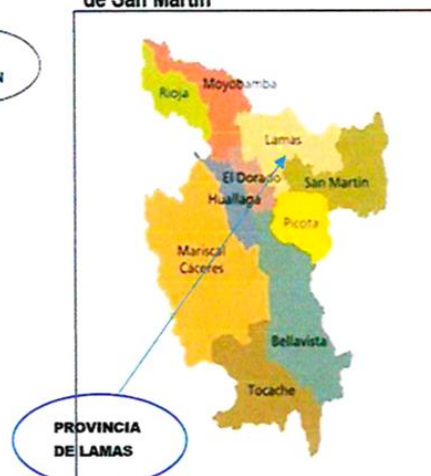 de San Martín
N
Moyobamba
Rioja
Lamas
El Dorado
San Martín
Huallaga
Picota
Mariscal
Cáceres
Bellavista
Tocache
PROVINCIA
DE LAMAS